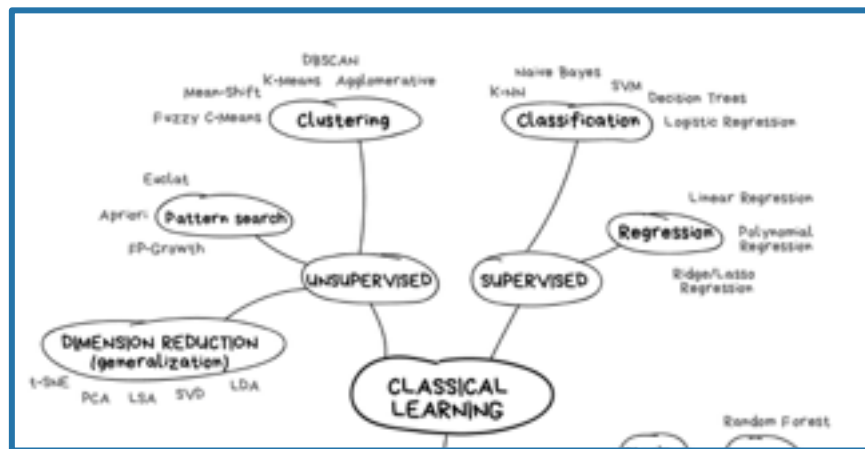 DBSCAN
Mean-Shift
K-Means
Agglomerative
Fuzzy C-Means
Clustering
Naive Bayes
K-NN
SVM
Decision Trees
Classification
Logistic Regression
Euclat
Apriori
Pattern search
FP-Growth
Linear Regression
Regression
Polynomial
Regression
Ridge/Lasso
Regression
UNSUPERVISED
SUPERVISED
DIMENSION REDUCTION
(generalization)
t-SNE
PCA
LSA
SVD
LDA
CLASSICAL
LEARNING
Random Forest